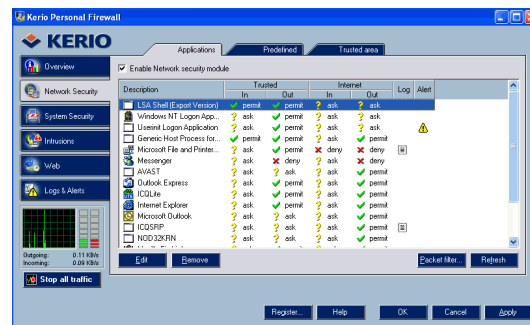 Kerio Personal Firewall
KERIO
Applications Predefined Trusted area
Overview
Enable Network security module
Network Security
System Security
Intrusions
Web
Logs & Alerts
Description Trusted Internet Log Alert
In Out In Out
LSA Shell (Export Version) permit permit ask ask
Windows NT Logon App... ask permit ask ask
Userinit Logon Application ask permit ask ask
Generic Host Process for... permit permit ask permit
Microsoft File and Printer... ask permit deny deny
Messenger ask deny ask deny
AVAST ask permit ask permit
Outlook Express ask permit ask permit
ICQLite ask permit ask permit
Internet Explorer ask permit ask permit
Microsoft Outlook ask ask ask ask
ICQSRP ask ask ask permit
NOD32KRN ask permit ask permit
Outgoing: 0.11 KB/s
Incoming: 0.09 KB/s
Edit Remove Packet filter... Refresh
Stop all traffic
Register... Help OK Cancel Apply